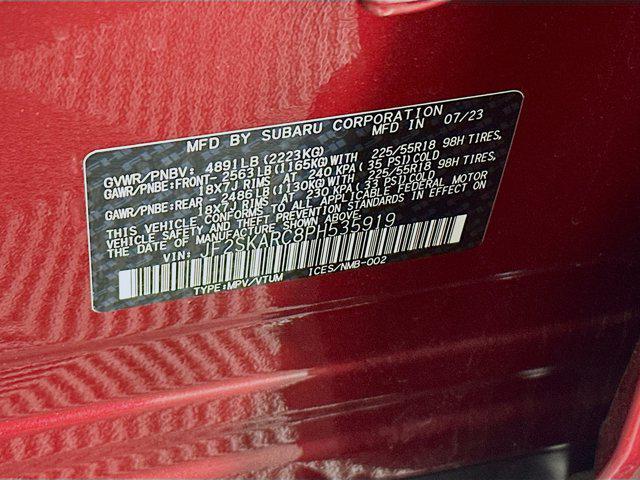 MFD BY SUBARU CORPORATION
MFD IN 07/23
GVWR/PNBV: 4891LB (2223KG)
GAWR/PNBE:FRONT- 2563LB(1165KG)WITH 225/55R18 98H TIRES,
18X7J RIMS AT 240 KPA( 35 PSI)COLD
GAWR/PNBE:REAR - 2486LB(1130KG)WITH 225/55R18 98H TIRES,
18X7J RIMS AT 230 KPA( 33 PSI)COLD
THIS VEHICLE CONFORMS TO ALL APPLICABLE FEDERAL MOTOR
VEHICLE SAFETY AND THEFT PREVENTION STANDARDS IN EFFECT ON
THE DATE OF MANUFACTURE SHOWN ABOVE.
VIN: JF2SKARC8PH535919
TYPE:MPV/VTUM ICES/NMB-002